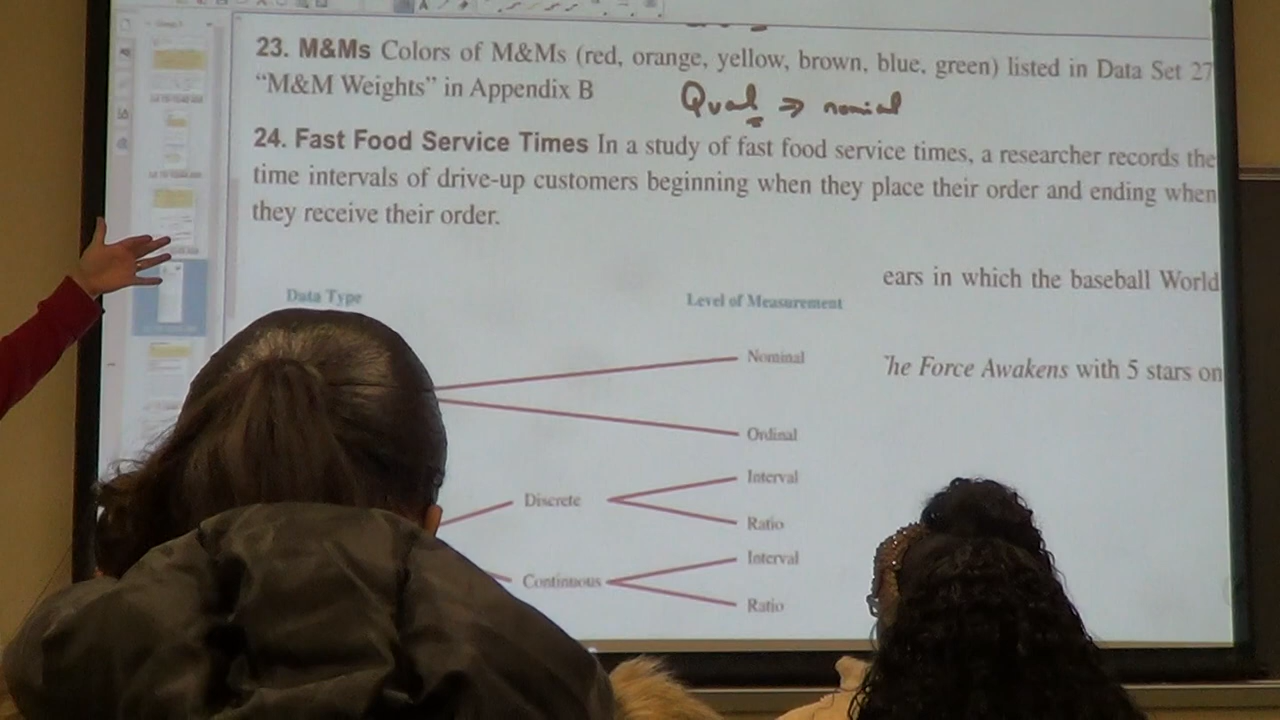 23. M&Ms Colors of M&Ms (red, orange, yellow, brown, blue, green) listed in Data Set 27
"M&M Weights" in Appendix B
Qual ⇒ nominal
24. Fast Food Service Times In a study of fast food service times, a researcher records the
time intervals of drive-up customers beginning when they place their order and ending when
they receive their order.
ears in which the baseball World
Data Type
Level of Measurement
Nominal
he Force Awakens with 5 stars on
Ordinal
Discrete
Interval
Ratio
Continuous
Interval
Ratio